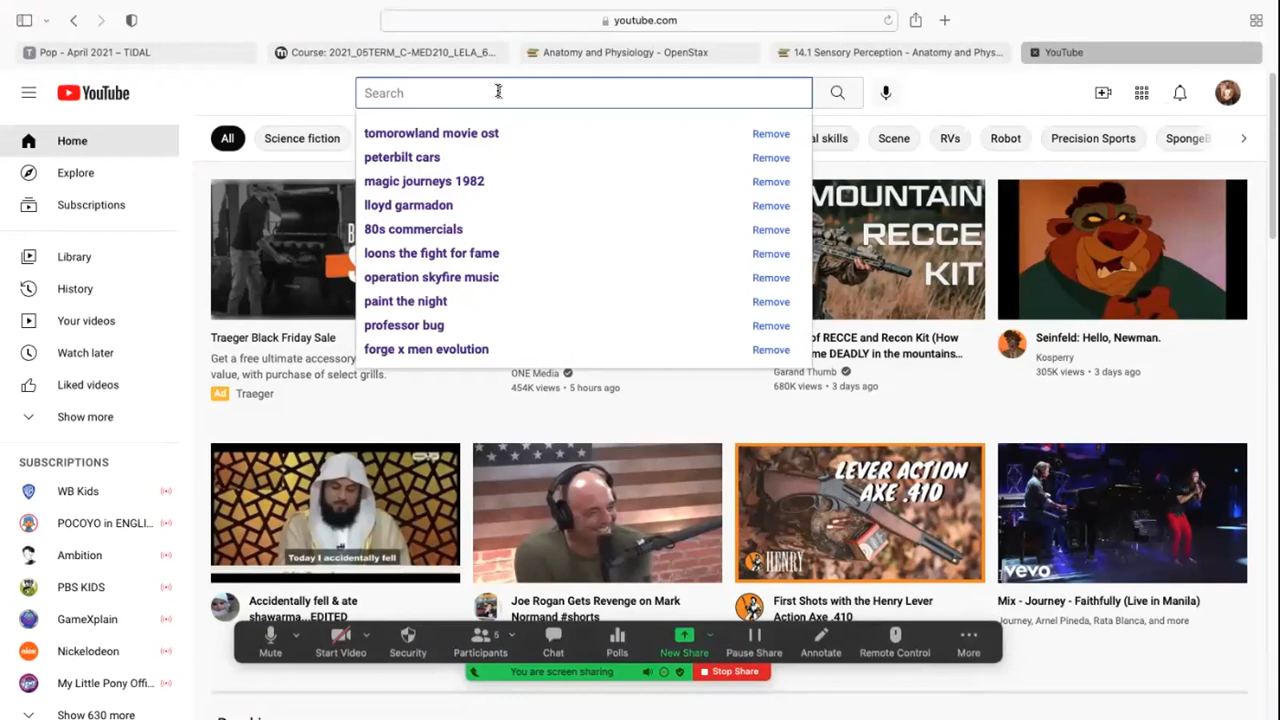 youtube.com
Pop - April 2021 – TIDAL
Course: 2021_05TERM_C-MED210_LELA_6...
Anatomy and Physiology - OpenStax
14.1 Sensory Perception - Anatomy and Phys...
YouTube
YouTube
Search
All
Science fiction
al skills
Scene
RVs
Robot
Precision Sports
SpongeB
tomorowland movie ost
Remove
peterbilt cars
Remove
magic journeys 1982
Remove
lloyd garmadon
Remove
80s commercials
Remove
loons the fight for fame
Remove
operation skyfire music
Remove
paint the night
Remove
professor bug
Remove
forge x men evolution
Remove
Home
Explore
Subscriptions
Library
History
Your videos
Watch later
Liked videos
Show more
SUBSCRIPTIONS
WB Kids
POCOYO in ENGLI...
Ambition
PBS KIDS
GameXplain
Nickelodeon
My Little Pony Offi...
Show 630 more
Traeger Black Friday Sale
Get a free ultimate accessory
value, with purchase of select grills.
Ad Traeger
ONE Media
454K views • 5 hours ago
MOUNTAIN
RECCE
KIT
of RECCE and Recon Kit (How
me DEADLY in the mountains...
Garand Thumb
680K views • 3 days ago
Seinfeld: Hello, Newman.
Kosperry
305K views • 3 days ago
Today I accidentally fell
Accidentally fell & ate
shawarma...EDITED
Joe Rogan Gets Revenge on Mark
Normand #shorts
LEVER ACTION
AXE .410
HENRY
First Shots with the Henry Lever
Action Axe .410
vevo
Mix - Journey - Faithfully (Live in Manila)
Journey, Arnel Pineda, Rata Blanca, and more
Mute
Start Video
Security
Participants
5
Chat
Polls
New Share
Pause Share
Annotate
Remote Control
More
You are screen sharing
Stop Share